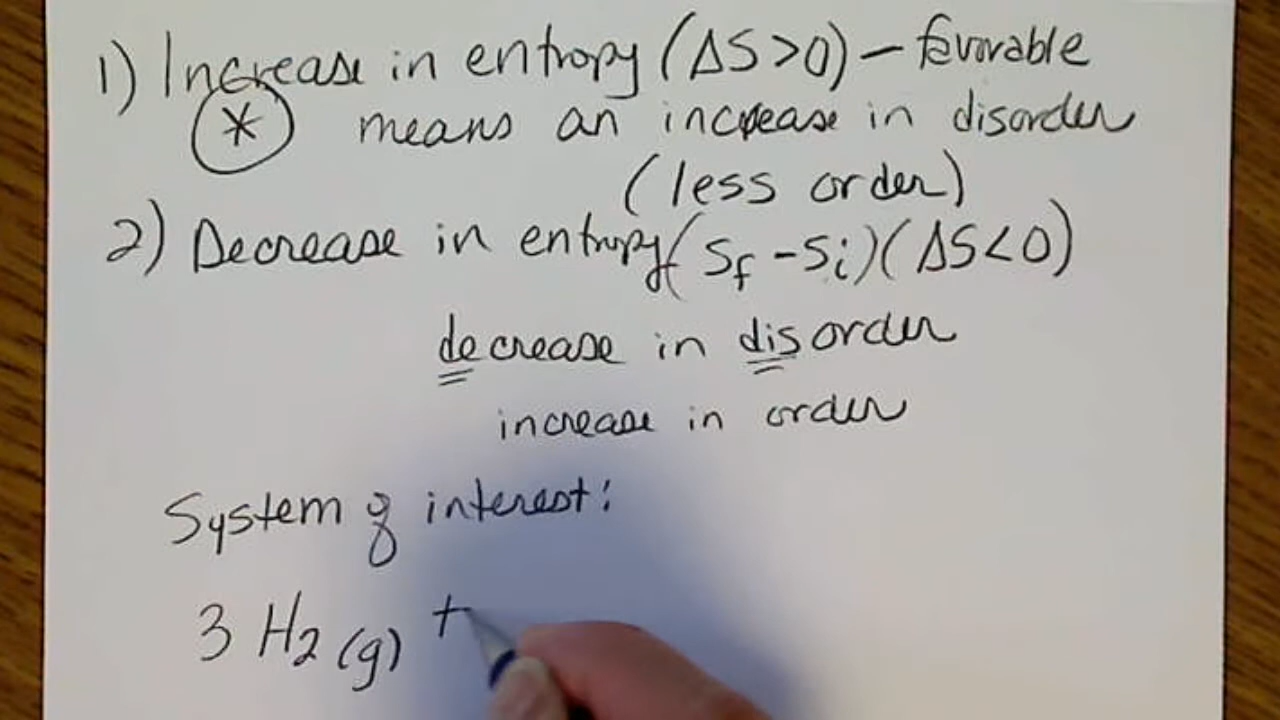 1) Increase in entropy (ΔS>0) – favorable
* means an increase in disorder
(less order)
2) Decrease in entropy (Sf - Si) (ΔS<0)
decrease in disorder
increase in order
System of interest:
3 H2 (g) +